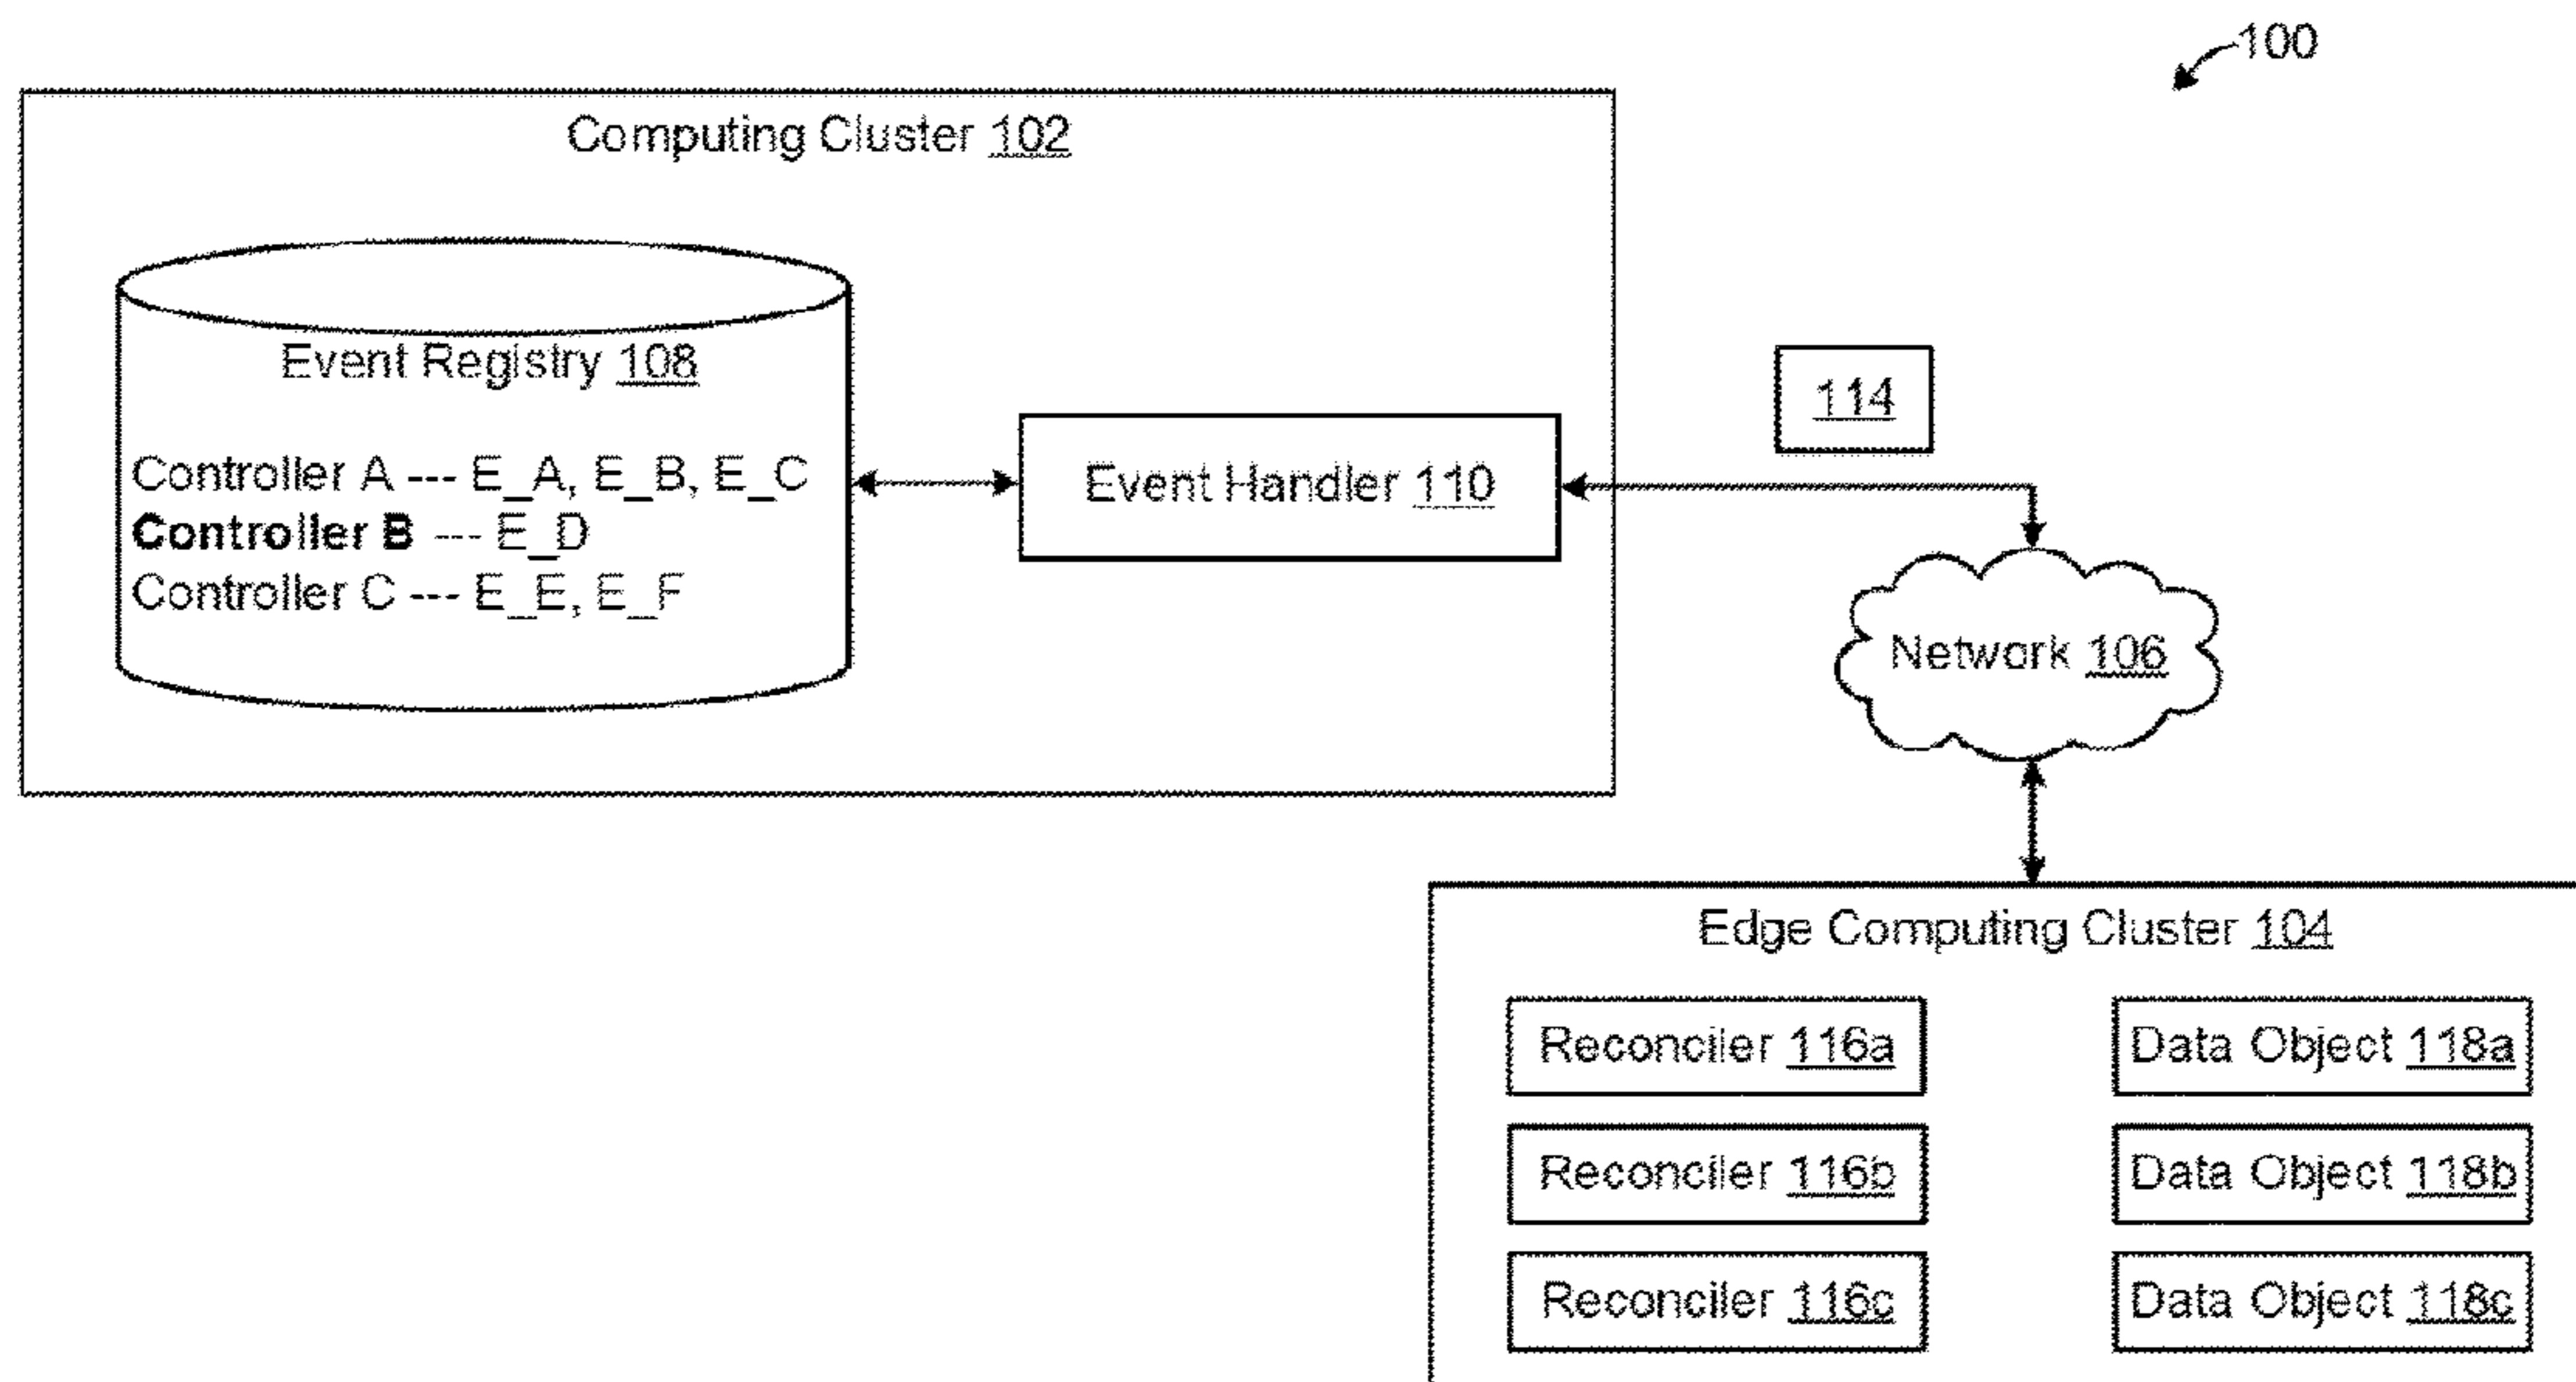 100
Computing Cluster 102
Event Registry 108
Controller A --- E_A, E_B, E_C
Controller B --- E_D
Controller C --- E_E, E_F
Event Handler 110
114
Network 106
Edge Computing Cluster 104
Reconciler 116a
Data Object 118a
Reconciler 116b
Data Object 118b
Reconciler 116c
Data Object 118c